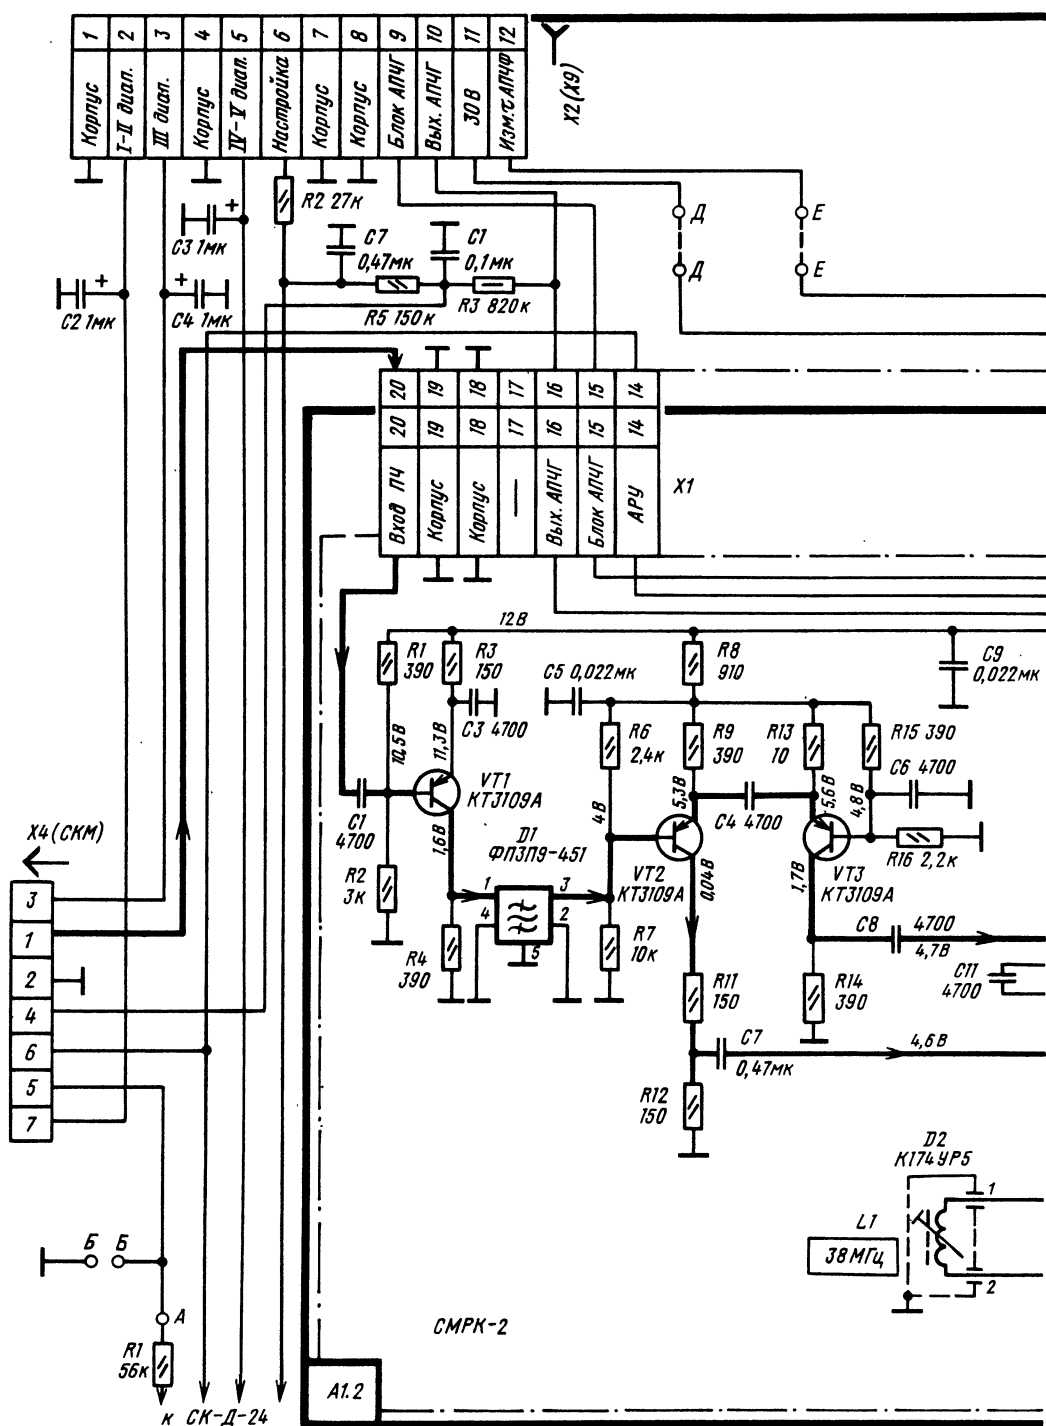 1 2 3 4 5 6 7 8 9 10 11 12
Корпус
I-II диап.
III диап.
Корпус
IV-V диап.
Настройка
Корпус
Корпус
Блок АПЧГ
Вых. АПЧГ
30 В
Изм.τ АПЧФ
X2(X9)
R2 27к
+
C3 1мк
C7
0,47мк
C1
0,1мк
Д
Д
E
E
+
C2 1мк
+
C4 1мк
R5 150к
R3 820к
20 19 18 17 16 15 14
20 19 18 17 16 15 14
Вход ПЧ
Корпус
Корпус
—
Вых. АПЧГ
Блок АПЧГ
АРУ
X1
12 В
R1
390
R3
150
C3 4700
C5 0,022мк
R8
910
C9
0,022мк
R6
2,4к
R9
390
R13
10
R15 390
C6 4700
10,5В
11,3В
VT1
КТ3109А
C1
4700
1,6В
4В
5,3В
C4 4700
5,6В
4,8В
R16 2,2к
X4(СКМ)
3
1
2
4
6
5
7
R2
3к
D1
ФП3П9-451
1
4
3
2
5
VT2
КТ3109А
0,04В
1,7В
VT3
КТ3109А
R4
390
R7
10к
C8 4700
4,7В
R11
150
R14
390
C11
4700
C7
0,47мк
4,6В
R12
150
D2
К174УР5
1
L1
38МГц
2
Б Б
А
R1
56к
СМРК-2
А1.2
к СК-Д-24